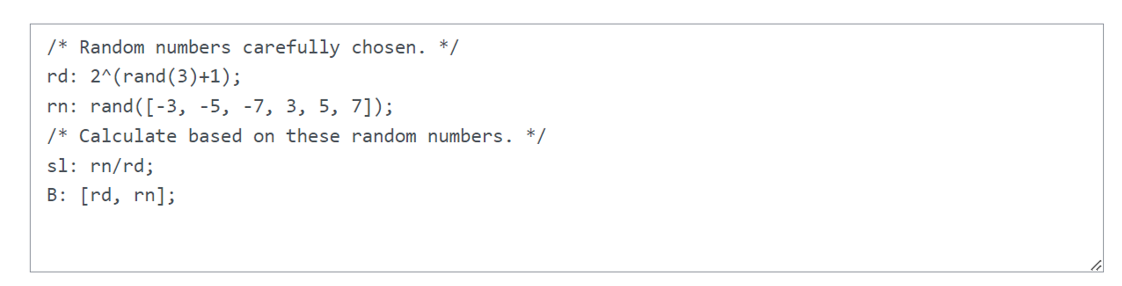 /* Random numbers carefully chosen. */
rd: 2^(rand(3)+1);
rn: rand([-3, -5, -7, 3, 5, 7]);
/* Calculate based on these random numbers. */
sl: rn/rd;
B: [rd, rn];